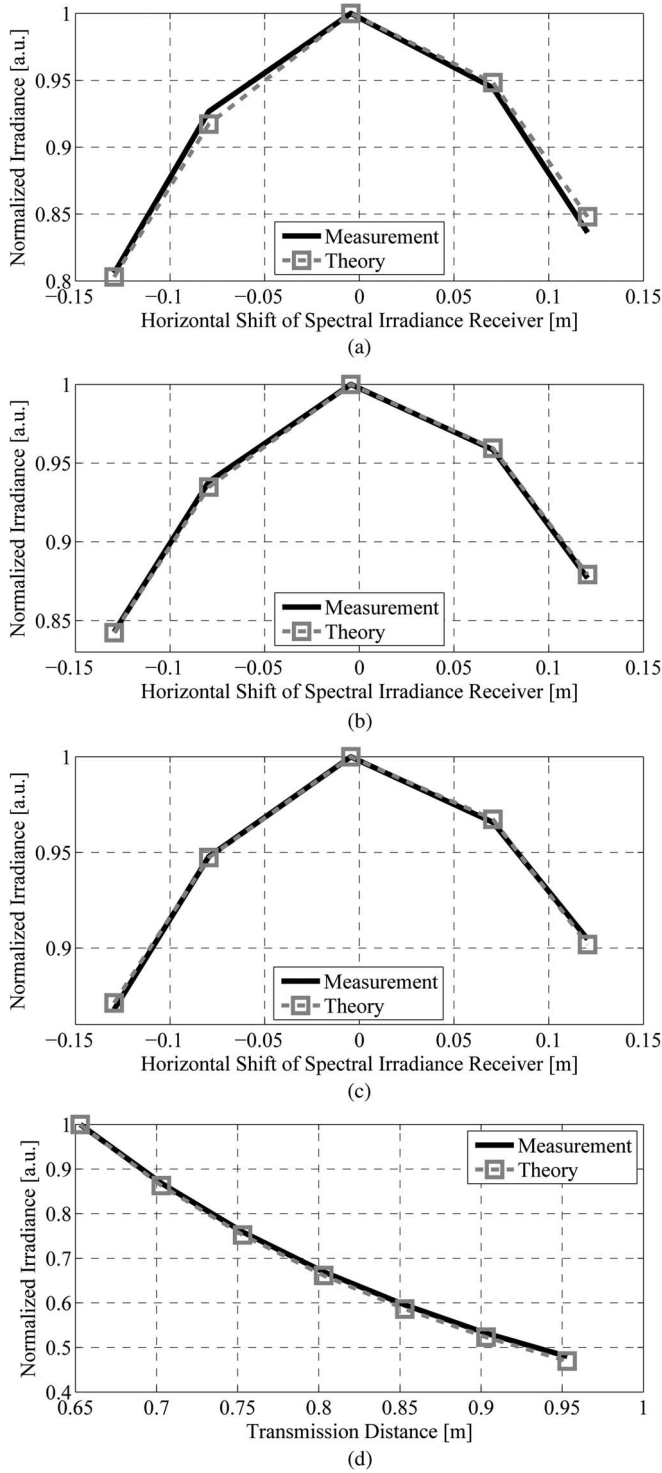 1
0.95
0.9
0.85
0.8
Normalized Irradiance [a.u.]
Measurement
Theory
−0.15 −0.1 −0.05 0 0.05 0.1 0.15
Horizontal Shift of Spectral Irradiance Receiver [m]
(a)
1
0.95
0.9
0.85
Normalized Irradiance [a.u.]
Measurement
Theory
−0.15 −0.1 −0.05 0 0.05 0.1 0.15
Horizontal Shift of Spectral Irradiance Receiver [m]
(b)
1
0.95
0.9
Normalized Irradiance [a.u.]
Measurement
Theory
−0.15 −0.1 −0.05 0 0.05 0.1 0.15
Horizontal Shift of Spectral Irradiance Receiver [m]
(c)
1
0.9
0.8
0.7
0.6
0.5
0.4
Normalized Irradiance [a.u.]
Measurement
Theory
0.65 0.7 0.75 0.8 0.85 0.9 0.95 1
Transmission Distance [m]
(d)